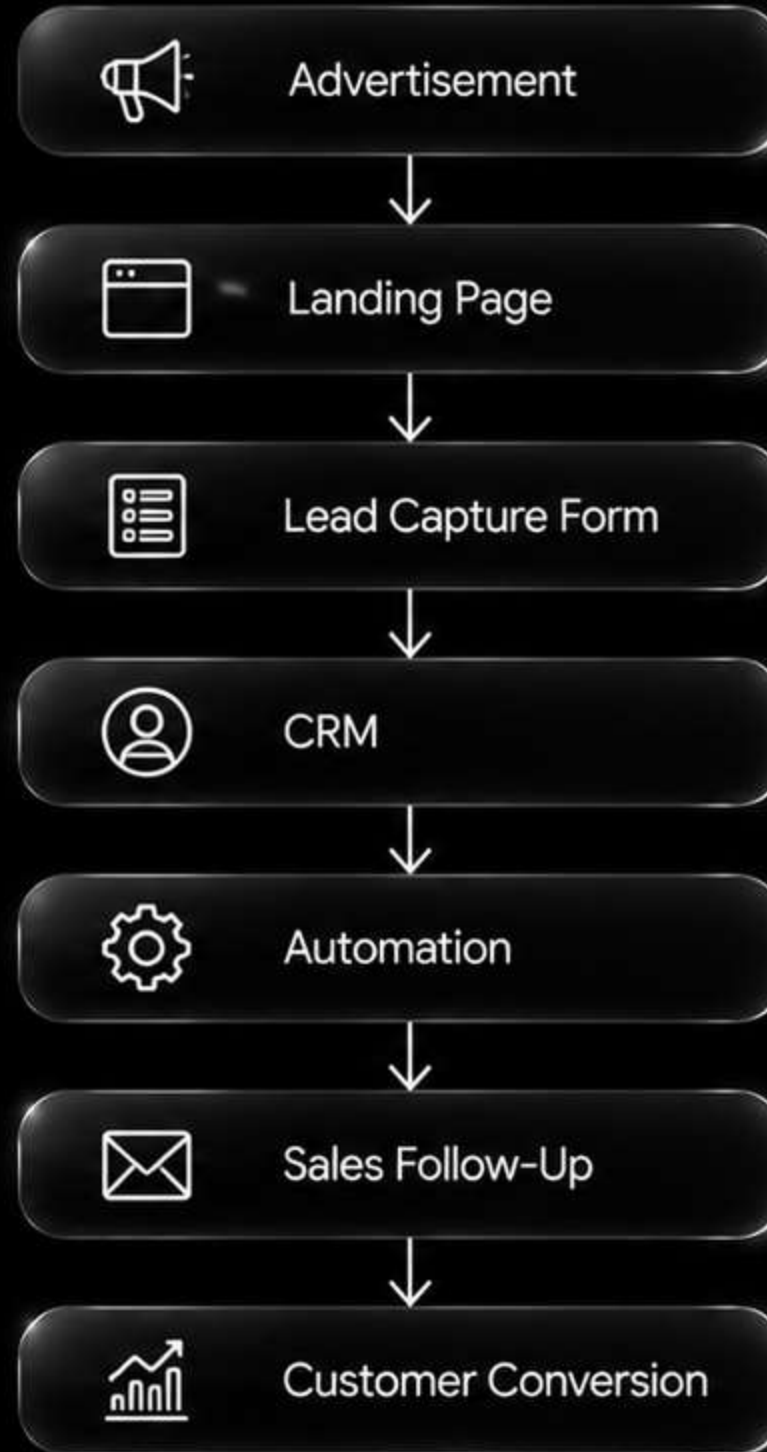 Advertisement
Landing Page
Lead Capture Form
CRM
Automation
Sales Follow-Up
Customer Conversion